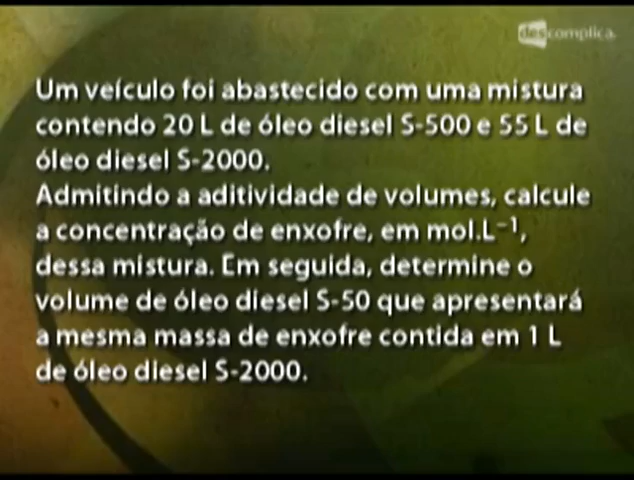 descomplica.
Um veículo foi abastecido com uma mistura
contendo 20 L de óleo diesel S-500 e 55 L de
óleo diesel S-2000.
Admitindo a aditividade de volumes, calcule
a concentração de enxofre, em mol.L⁻¹,
dessa mistura. Em seguida, determine o
volume de óleo diesel S-50 que apresentará
a mesma massa de enxofre contida em 1 L
de óleo diesel S-2000.